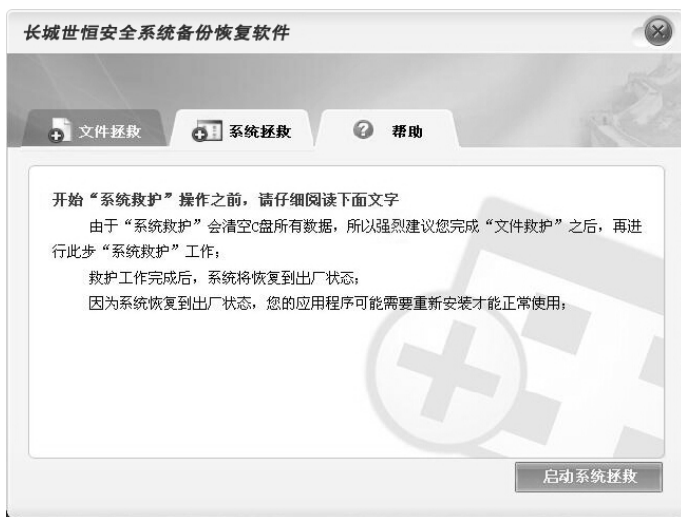 长城世恒安全系统备份恢复软件
文件拯救
系统拯救
帮助
开始“系统救护”操作之前，请仔细阅读下面文字
由于“系统救护”会清空C盘所有数据，所以强烈建议您完成“文件救护”之后，再进
行此步“系统救护”工作；
救护工作完成后，系统将恢复到出厂状态；
因为系统恢复到出厂状态，您的应用程序可能需要重新安装才能正常使用；
启动系统拯救